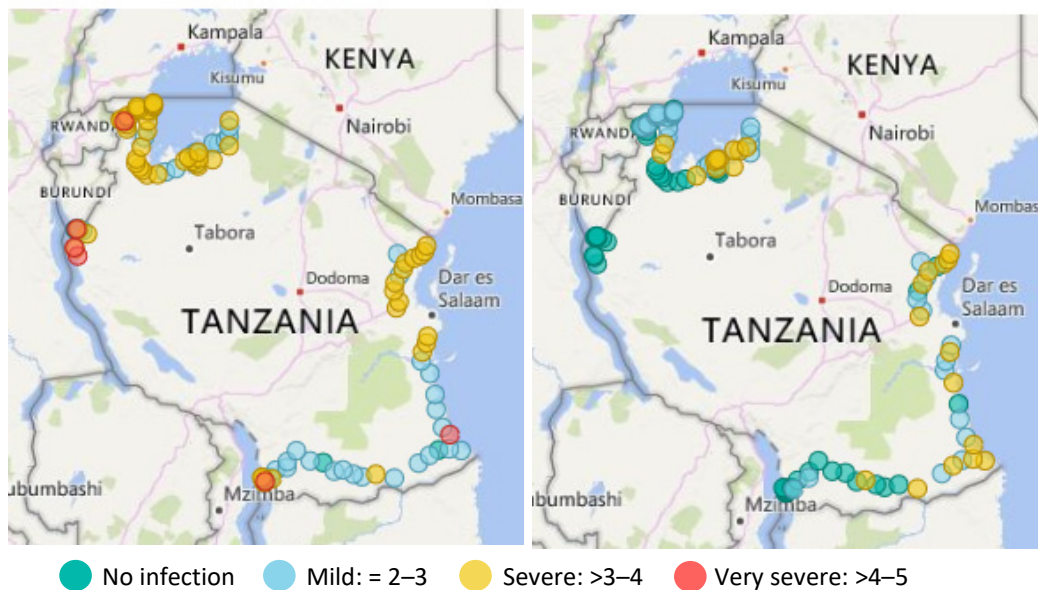 Kampala
KENYA
Kisumu
Nairobi
RWAND
BURUNDI
Mombasa
Tabora
Dodoma
Dar es
Salaam
TANZANIA
ubumbashi
Mzimba
Kampala
KENYA
Kisumu
Nairobi
RWAND
BURUNDI
Mombas
Tabora
Dodoma
Dar es
Salaam
TANZANIA
ubumbashi
Mzimba
No infection Mild: = 2–3 Severe: >3–4 Very severe: >4–5